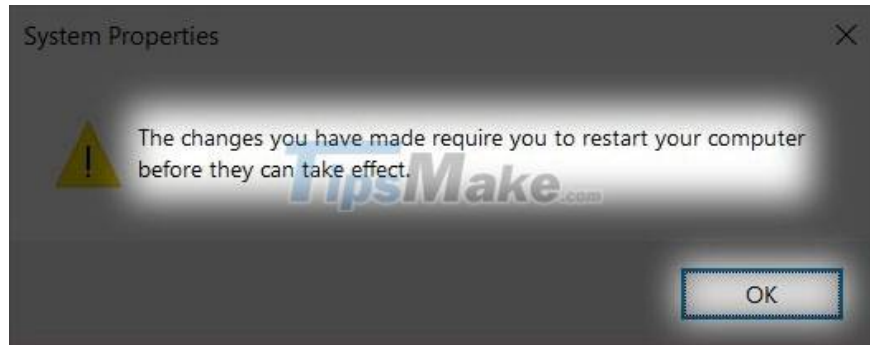 System Properties
The changes you have made require you to restart your computer
before they can take effect.
TipsMake.com
OK